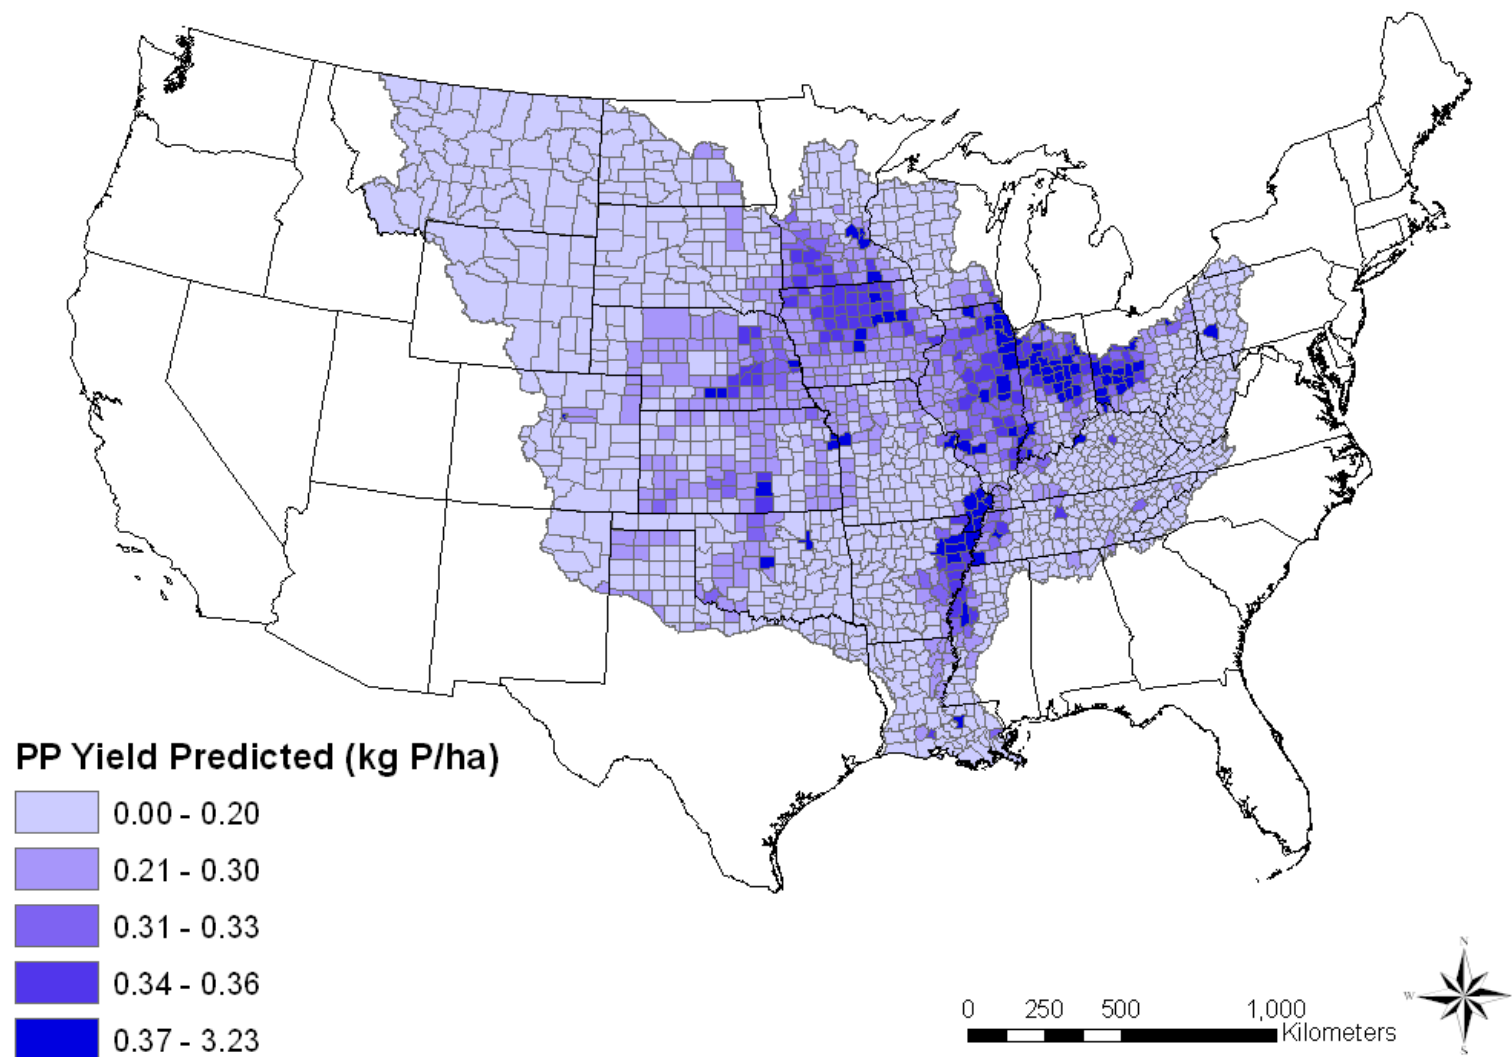 PP Yield Predicted (kg P/ha)
0.00 - 0.20
0.21 - 0.30
0.31 - 0.33
0.34 - 0.36
0.37 - 3.23
0 250 500 1,000
Kilometers
N
W
S